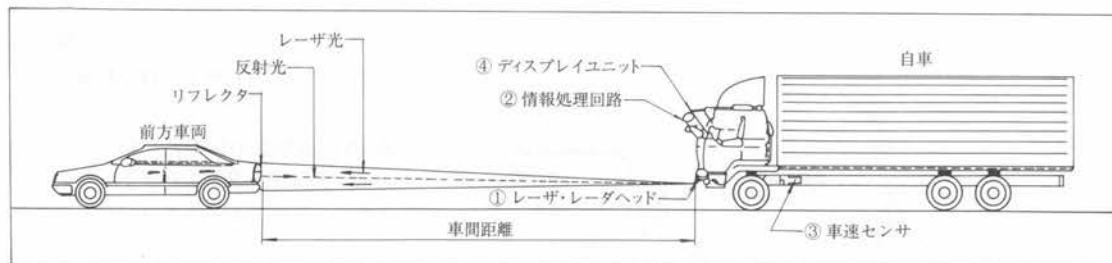 レーザ光
反射光
リフレクタ
前方車両
④ ディスプレイユニット
② 情報処理回路
自車
① レーザ・レーダヘッド
③ 車速センサ
車間距離